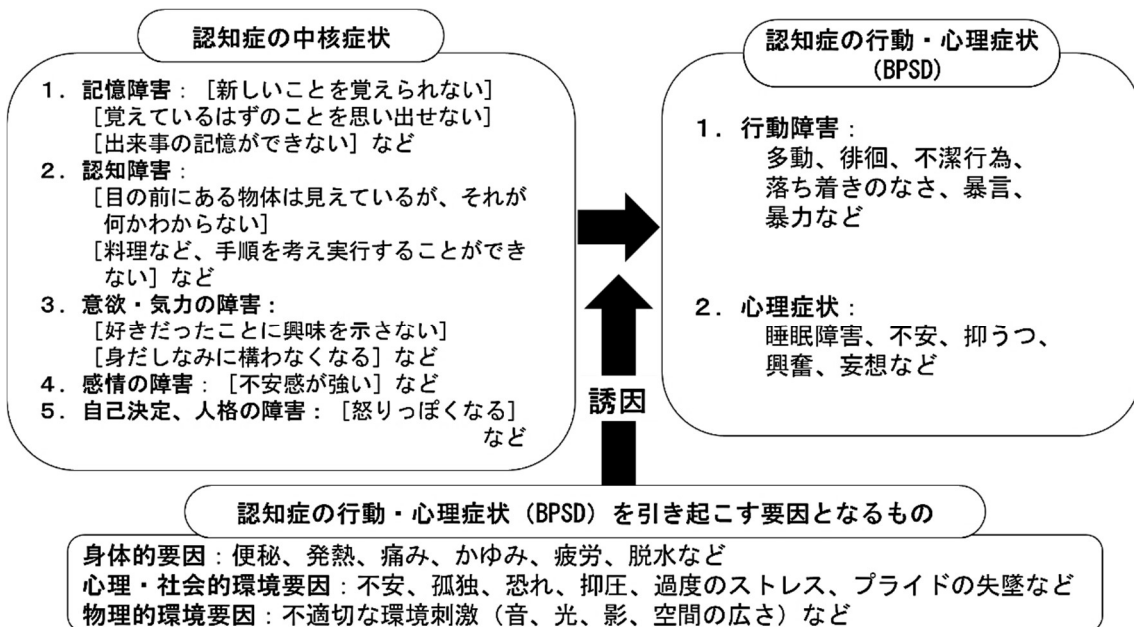 認知症の中核症状
1. 記憶障害：［新しいことを覚えられない］
［覚えているはずのことを思い出せない］
［出来事の記憶ができない］など
2. 認知障害：
［目の前にある物体は見えているが、それが
何かわからない］
［料理など、手順を考え実行することができ
ない］など
3. 意欲・気力の障害：
［好きだったことに興味を示さない］
［身だしなみに構わなくなる］など
4. 感情の障害：［不安感が強い］など
5. 自己決定、人格の障害：［怒りっぽくなる］
など
認知症の行動・心理症状
(BPSD)
1. 行動障害：
多動、徘徊、不潔行為、
落ち着きのなさ、暴言、
暴力など
2. 心理症状：
睡眠障害、不安、抑うつ、
興奮、妄想など
誘因
認知症の行動・心理症状（BPSD）を引き起こす要因となるもの
身体的要因：便秘、発熱、痛み、かゆみ、疲労、脱水など
心理・社会的環境要因：不安、孤独、恐れ、抑圧、過度のストレス、プライドの失墜など
物理的環境要因：不適切な環境刺激（音、光、影、空間の広さ）など